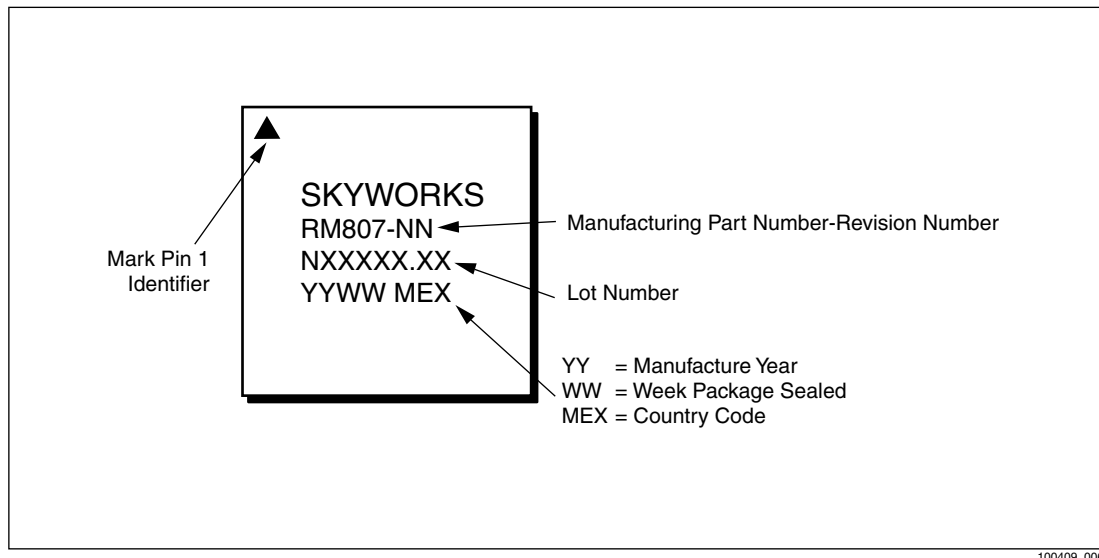 SKYWORKS
RM807-NN
Manufacturing Part Number-Revision Number
Mark Pin 1
Identifier
NXXXXX.XX
Lot Number
YYWW MEX
YY = Manufacture Year
WW = Week Package Sealed
MEX = Country Code